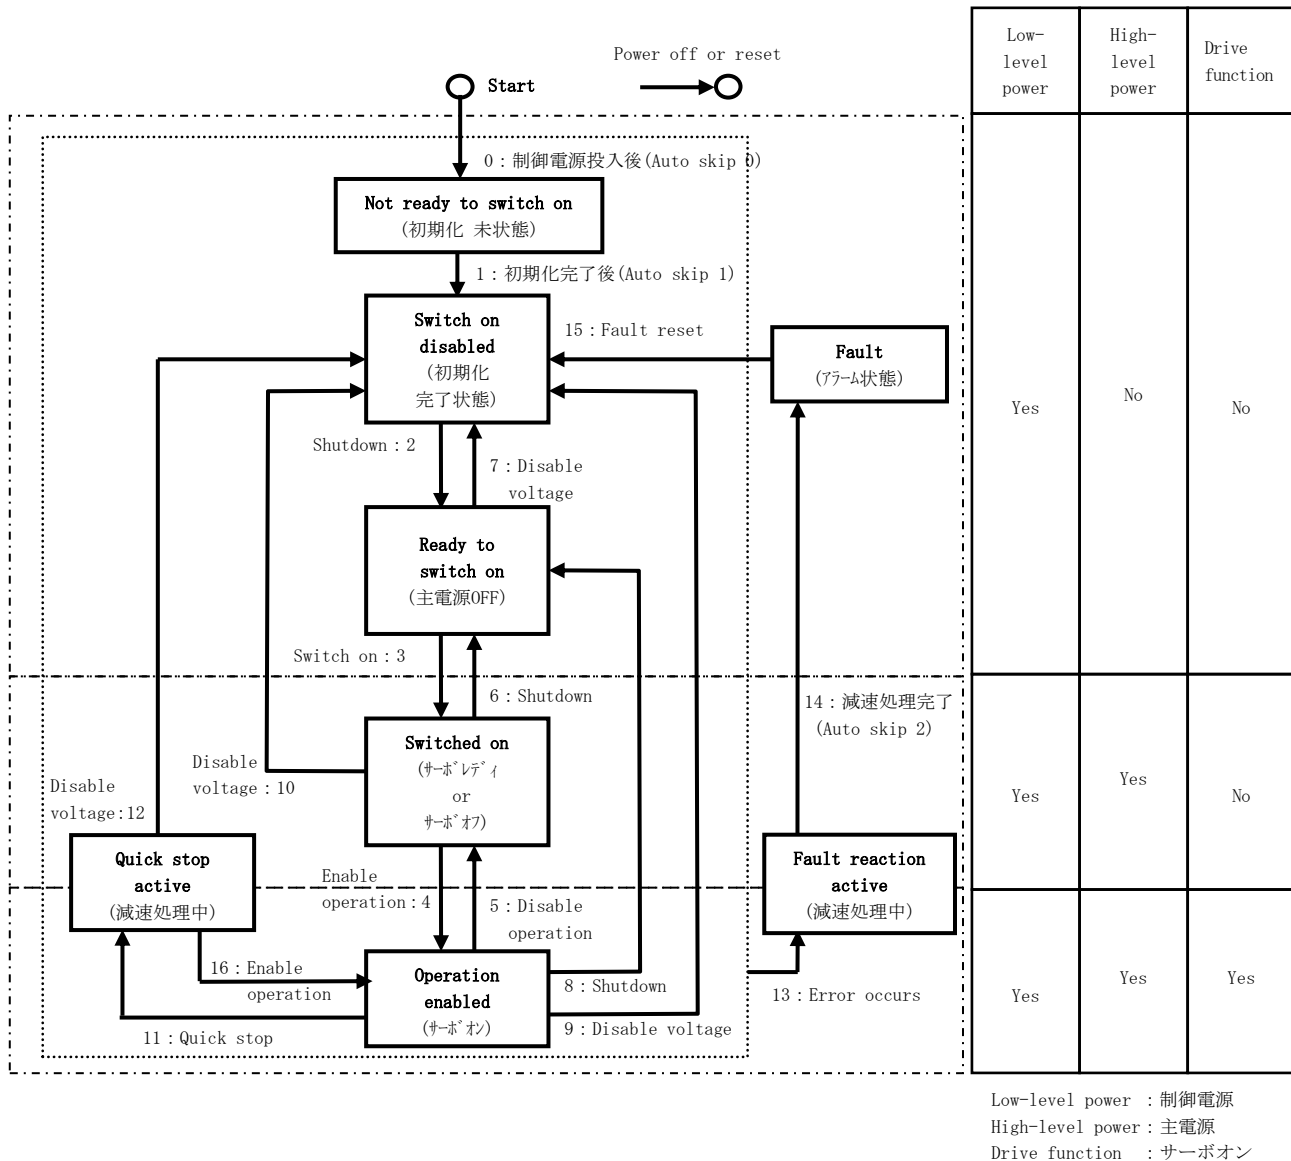 Power off or reset
Start
0：制御電源投入後(Auto skip 0)
Not ready to switch on
(初期化 未状態)
1：初期化完了後(Auto skip 1)
Switch on
disabled
(初期化
完了状態)
15：Fault reset
Fault
(ｱﾗｰﾑ状態)
Shutdown：2
7：Disable
voltage
Ready to
switch on
(主電源OFF)
Switch on：3
6：Shutdown
14：減速処理完了
(Auto skip 2)
Switched on
(ｻｰﾎﾞﾚﾃﾞｨ
or
ｻｰﾎﾞｵﾌ)
Disable
voltage：10
Disable
voltage:12
Quick stop
active
(減速処理中)
Fault reaction
active
(減速処理中)
Enable
operation：4
5：Disable
operation
16：Enable
operation
Operation
enabled
(ｻｰﾎﾞｵﾝ)
8：Shutdown
9：Disable voltage
11：Quick stop
13：Error occurs
Low-
level
power
High-
level
power
Drive
function
Yes
No
No
Yes
Yes
No
Yes
Yes
Yes
Low-level power ：制御電源
High-level power：主電源
Drive function ：サーボオン